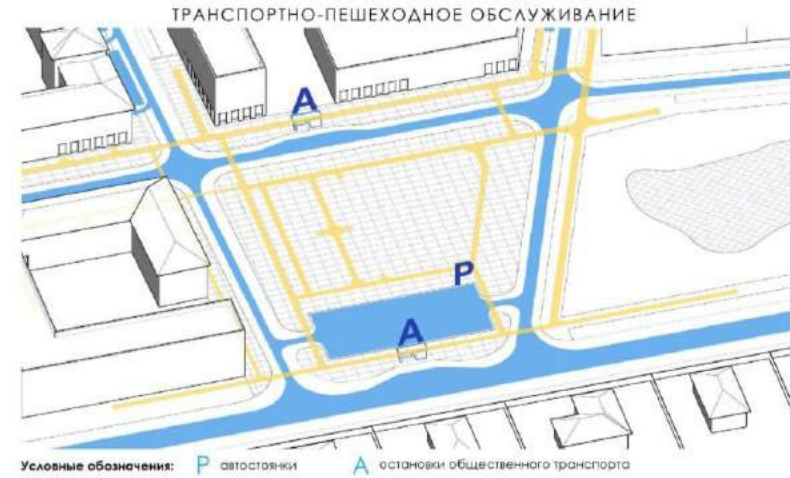 ТРАНСПОРТНО-ПЕШЕХОДНОЕ ОБСЛУЖИВАНИЕ
А
Р
А
Условные обозначения: Р автостоянки А остановки общественного транспорта